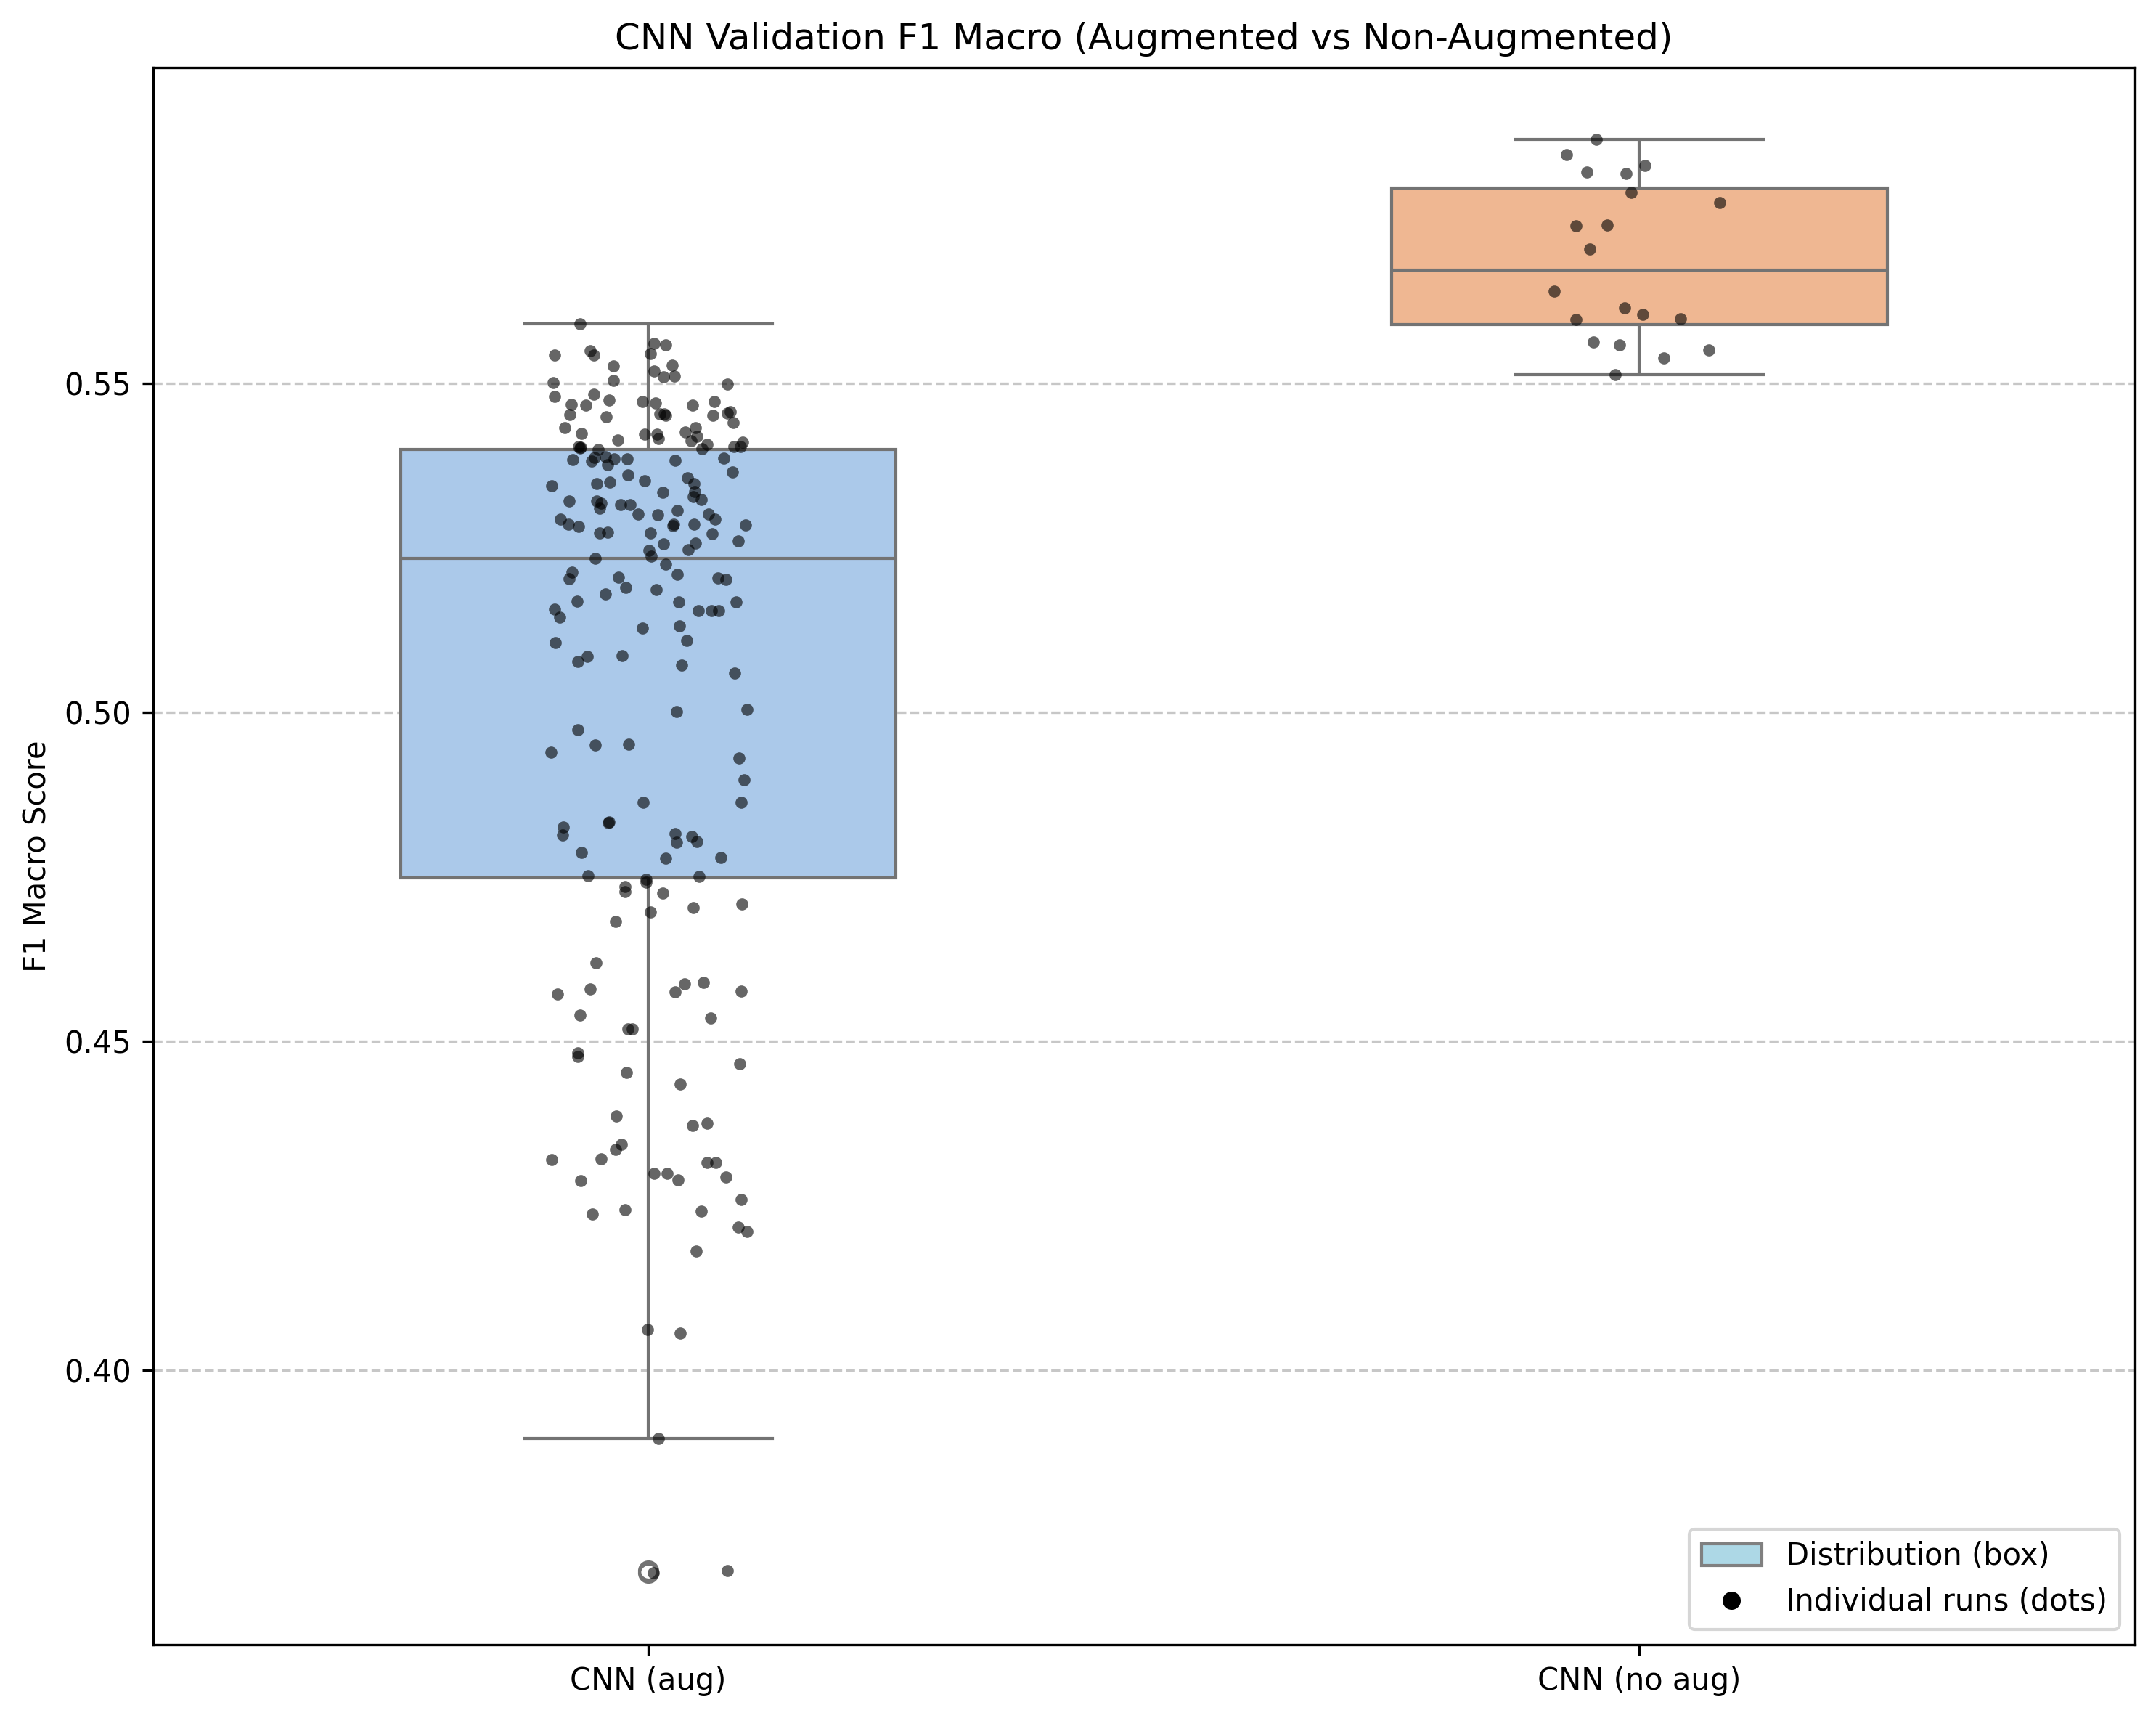 CNN Validation F1 Macro (Augmented vs Non-Augmented)
F1 Macro Score
0.55
0.50
0.45
0.40
CNN (aug)
CNN (no aug)
Distribution (box)
Individual runs (dots)